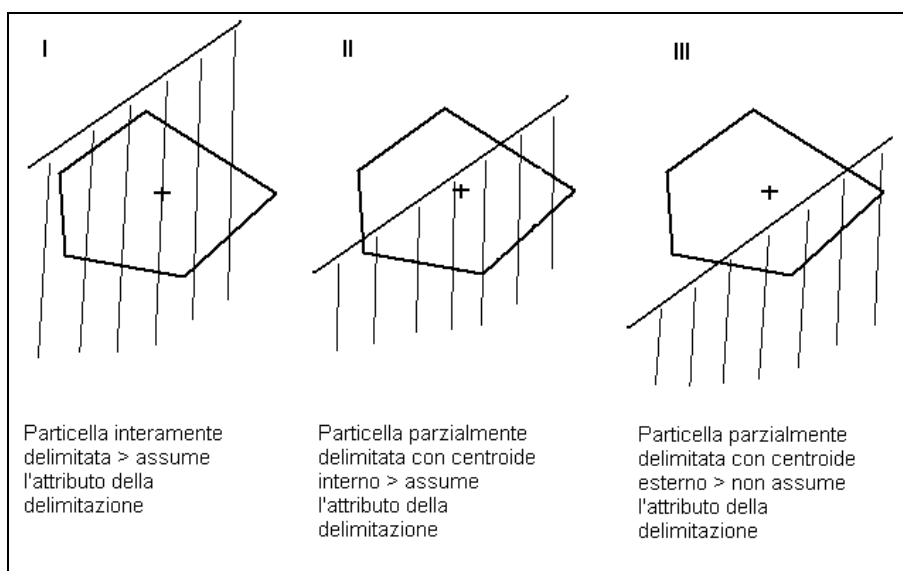 I
II
III
Particella interamente
delimitata > assume
l'attributo della
delimitazione
Particella parzialmente
delimitata con centroide
interno > assume
l'attributo della
delimitazione
Particella parzialmente
delimitata con centroide
esterno > non assume
l'attributo della
delimitazione